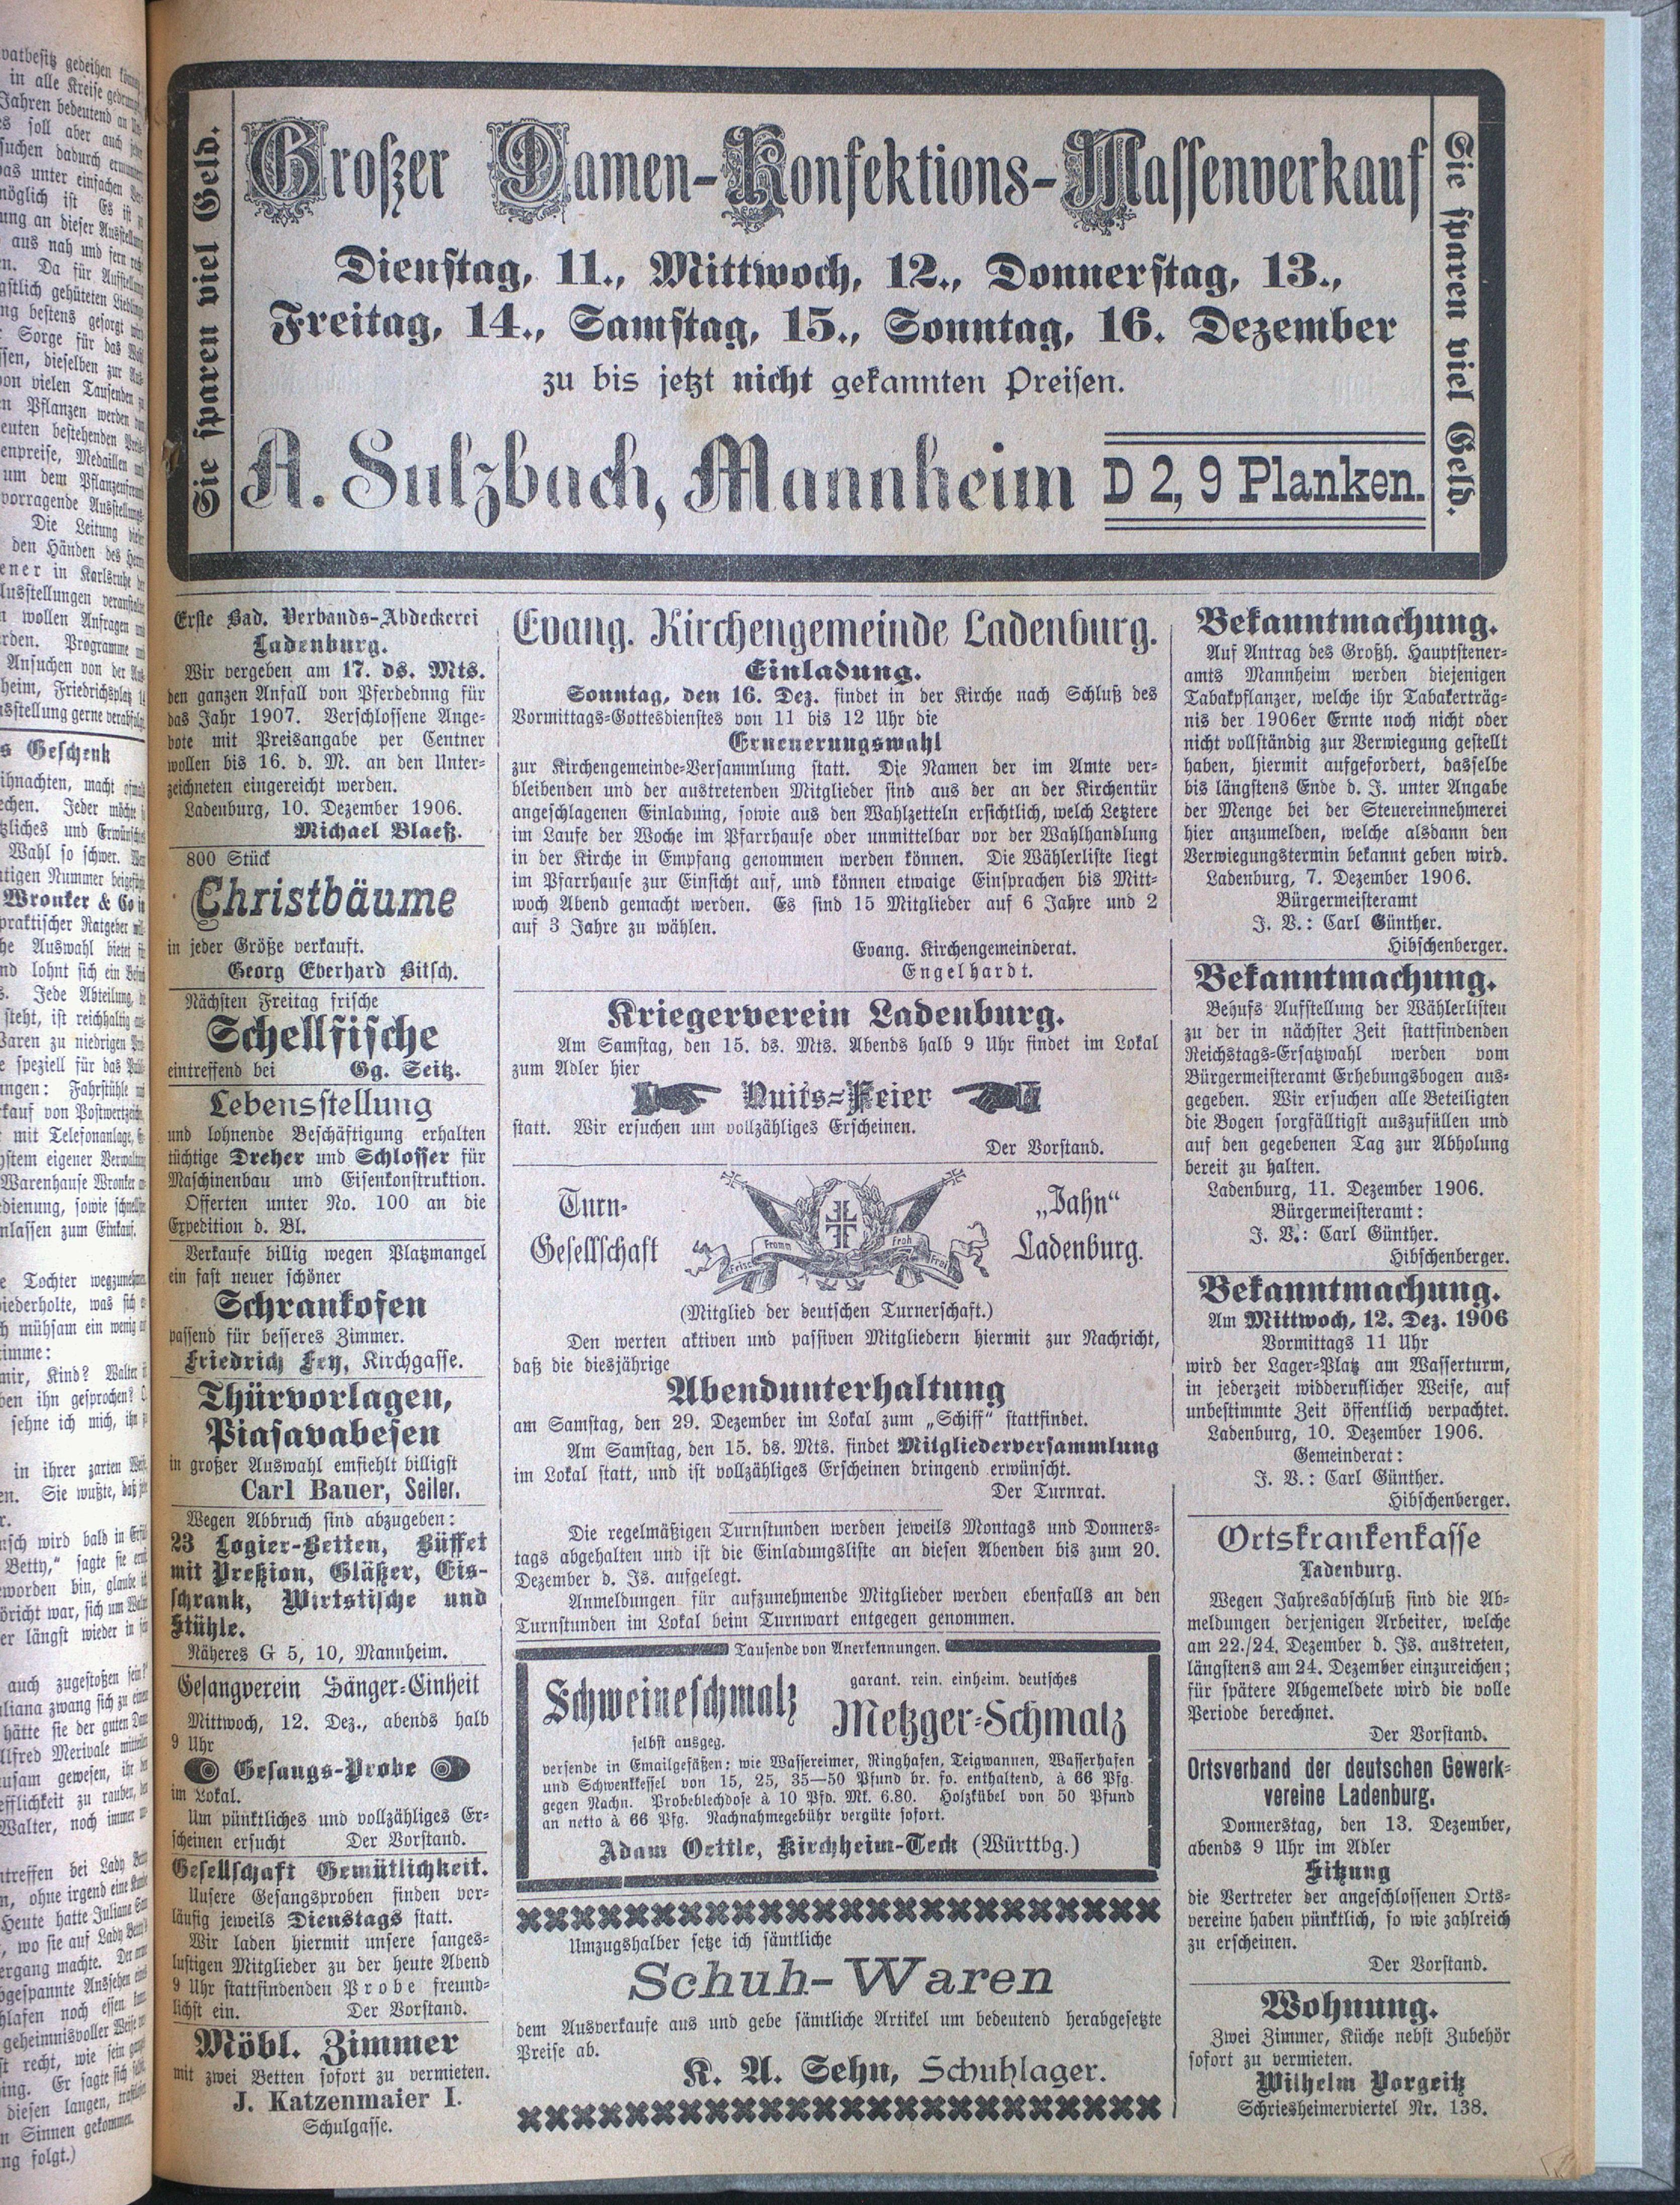 Sie sparen viel Geld.
Großer Damen-Konfektions-Massenverkauf
Dienstag, 11., Mittwoch, 12., Donnerstag, 13.,
Freitag, 14., Samstag, 15., Sonntag, 16. Dezember
zu bis jetzt nicht gekannten Preisen.
A. Sulzbach, Mannheim D 2, 9 Planken.
Sie sparen viel Geld.
Erste Bad. Verbands-Abdeckerei
Ladenburg.
Wir vergeben am 17. ds. Mts.
den ganzen Anfall von Pferdedung für
das Jahr 1907. Verschlossene Ange-
bote mit Preisangabe per Centner
wollen bis 16. d. M. an den Unter-
zeichneten eingereicht werden.
Ladenburg, 10. Dezember 1906.
Michael Blaeß.
800 Stück
Christbäume
in jeder Größe verkauft.
Georg Eberhard Bitsch.
Nächsten Freitag frische
Schellfische
eintreffend bei Gg. Seitz.
Lebensstellung
und lohnende Beschäftigung erhalten
tüchtige Dreher und Schlosser für
Maschinenbau und Eisenkonstruktion.
Offerten unter No. 100 an die
Expedition d. Bl.
Verkaufe billig wegen Platzmangel
ein fast neuer schöner
Schrankofen
passend für besseres Zimmer.
Friedrich Fey, Kirchgasse.
Thürvorlagen,
Piasavabesen
in großer Auswahl emfiehlt billigst
Carl Bauer, Seiler.
Wegen Abbruch sind abzugeben:
23 Logier-Betten, Büffet
mit Preßion, Gläßer, Eis-
schrank, Wirtstische und
Stühle.
Näheres G 5, 10, Mannheim.
Gesangverein Sänger-Einheit
Mittwoch, 12. Dez., abends halb
9 Uhr
Gesangs-Probe
im Lokal.
Um pünktliches und vollzähliges Er-
scheinen ersucht Der Vorstand.
Gesellschaft Gemütlichkeit.
Unsere Gesangsproben finden vor-
läufig jeweils Dienstags statt.
Wir laden hiermit unsere sanges-
lustigen Mitglieder zu der heute Abend
9 Uhr stattfindenden Probe freund-
lichst ein. Der Vorstand.
Möbl. Zimmer
mit zwei Betten sofort zu vermieten.
J. Katzenmaier I.
Schulgasse.
Evang. Kirchengemeinde Ladenburg.
Einladung.
Sonntag, den 16. Dez. findet in der Kirche nach Schluß des
Vormittags-Gottesdienstes von 11 bis 12 Uhr die
Erneuerungswahl
zur Kirchengemeinde-Versammlung statt. Die Namen der im Amte ver-
bleibenden und der austretenden Mitglieder sind aus der an der Kirchentür
angeschlagenen Einladung, sowie aus den Wahlzetteln ersichtlich, welch Letztere
im Laufe der Woche im Pfarrhause oder unmittelbar vor der Wahlhandlung
in der Kirche in Empfang genommen werden können. Die Wählerliste liegt
im Pfarrhause zur Einsicht auf, und können etwaige Einsprachen bis Mitt-
woch Abend gemacht werden. Es sind 15 Mitglieder auf 6 Jahre und 2
auf 3 Jahre zu wählen.
Evang. Kirchengemeinderat.
Engelhardt.
Kriegerverein Ladenburg.
Am Samstag, den 15. ds. Mts. Abends halb 9 Uhr findet im Lokal
zum Adler hier
Nuits-Feier
statt. Wir ersuchen um vollzähliges Erscheinen.
Der Vorstand.
Turn-
Gesellschaft
Frisch Fromm Froh Frei
„Jahn“
Ladenburg.
(Mitglied der deutschen Turnerschaft.)
Den werten aktiven und passiven Mitgliedern hiermit zur Nachricht,
daß die diesjährige
Abendunterhaltung
am Samstag, den 29. Dezember im Lokal zum „Schiff“ stattfindet.
Am Samstag, den 15. ds. Mts. findet Mitgliederversammlung
im Lokal statt, und ist vollzähliges Erscheinen dringend erwünscht.
Der Turnrat.
Die regelmäßigen Turnstunden werden jeweils Montags und Donners-
tags abgehalten und ist die Einladungsliste an diesen Abenden bis zum 20.
Dezember d. Js. aufgelegt.
Anmeldungen für aufzunehmende Mitglieder werden ebenfalls an den
Turnstunden im Lokal beim Turnwart entgegen genommen.
Tausende von Anerkennungen.
Schweineschmalz
selbst ausgeg.
garant. rein. einheim. deutsches
Metzger-Schmalz
versende in Emailgefäßen: wie Wassereimer, Ringhafen, Teigwannen, Wasserhafen
und Schwenkkessel von 15, 25, 35—50 Pfund br. fo. enthaltend, à 66 Pfg.
gegen Nachn. Probeblechdose à 10 Pfd. Mk. 6.80. Holzkübel von 50 Pfund
an netto à 66 Pfg. Nachnahmegebühr vergüte sofort.
Adam Oettle, Kirchheim-Teck (Württbg.)
Umzugshalber setze ich sämtliche
Schuh-Waren
dem Ausverkaufe aus und gebe sämtliche Artikel um bedeutend herabgesetzte
Preise ab.
K. A. Sehn, Schuhlager.
Bekanntmachung.
Auf Antrag des Großh. Hauptsteuer-
amts Mannheim werden diejenigen
Tabakpflanzer, welche ihr Tabakerträg-
nis der 1906er Ernte noch nicht oder
nicht vollständig zur Verwiegung gestellt
haben, hiermit aufgefordert, dasselbe
bis längstens Ende d. J. unter Angabe
der Menge bei der Steuereinnehmerei
hier anzumelden, welche alsdann den
Verwiegungstermin bekannt geben wird.
Ladenburg, 7. Dezember 1906.
Bürgermeisteramt
J. V.: Carl Günther.
Hibschenberger.
Bekanntmachung.
Behufs Aufstellung der Wählerlisten
zu der in nächster Zeit stattfindenden
Reichstags-Ersatzwahl werden vom
Bürgermeisteramt Erhebungsbogen aus-
gegeben. Wir ersuchen alle Beteiligten
die Bogen sorgfältigst auszufüllen und
auf den gegebenen Tag zur Abholung
bereit zu halten.
Ladenburg, 11. Dezember 1906.
Bürgermeisteramt:
J. V.: Carl Günther.
Hibschenberger.
Bekanntmachung.
Am Mittwoch, 12. Dez. 1906
Vormittags 11 Uhr
wird der Lager-Platz am Wasserturm,
in jederzeit widderuflicher Weise, auf
unbestimmte Zeit öffentlich verpachtet.
Ladenburg, 10. Dezember 1906.
Gemeinderat:
J. V.: Carl Günther.
Hibschenberger.
Ortskrankenkasse
Ladenburg.
Wegen Jahresabschluß sind die Ab-
meldungen derjenigen Arbeiter, welche
am 22./24. Dezember d. Js. austreten,
längstens am 24. Dezember einzureichen;
für spätere Abgemeldete wird die volle
Periode berechnet.
Der Vorstand.
Ortsverband der deutschen Gewerk-
vereine Ladenburg.
Donnerstag, den 13. Dezember,
abends 9 Uhr im Adler
Sitzung
die Vertreter der angeschlossenen Orts-
vereine haben pünktlich, so wie zahlreich
zu erscheinen.
Der Vorstand.
Wohnung.
Zwei Zimmer, Küche nebst Zubehör
sofort zu vermieten.
Wilhelm Vorgeitz
Schriesheimerviertel Nr. 138.